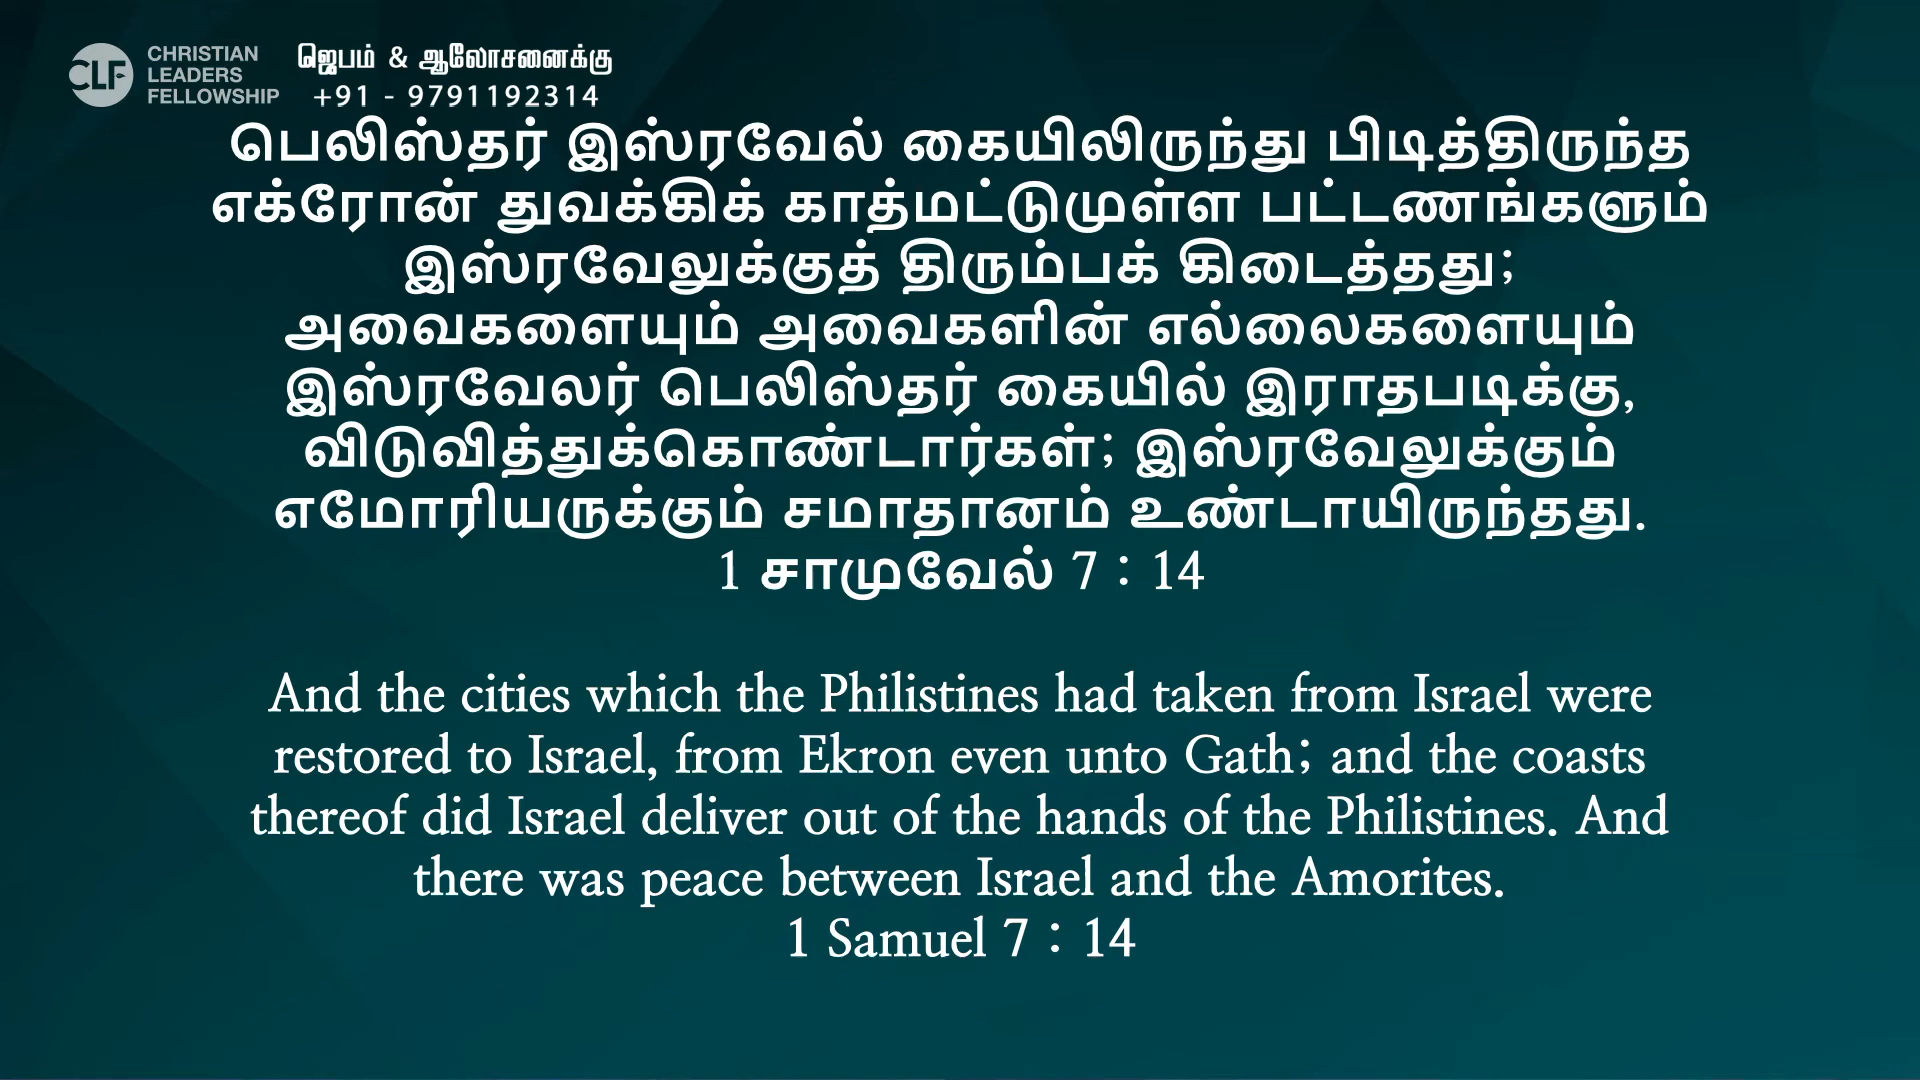 CLF
CHRISTIAN
LEADERS
FELLOWSHIP
ஜெபம் & ஆலோசனைக்கு
+91 - 9791192314
பெலிஸ்தர் இஸ்ரவேல் கையிலிருந்து பிடித்திருந்த
எக்ரோன் துவக்கிக் காத்மட்டுமுள்ள பட்டணங்களும்
இஸ்ரவேலுக்குத் திரும்பக் கிடைத்தது;
அவைகளையும் அவைகளின் எல்லைகளையும்
இஸ்ரவேலர் பெலிஸ்தர் கையில் இராதபடிக்கு,
விடுவித்துக்கொண்டார்கள்; இஸ்ரவேலுக்கும்
எமோரியருக்கும் சமாதானம் உண்டாயிருந்தது.
1 சாமுவேல் 7 : 14
And the cities which the Philistines had taken from Israel were
restored to Israel, from Ekron even unto Gath; and the coasts
thereof did Israel deliver out of the hands of the Philistines. And
there was peace between Israel and the Amorites.
1 Samuel 7 : 14